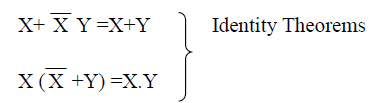 X+ X̅ Y =X+Y
Identity Theorems
X (X̅ +Y) =X.Y